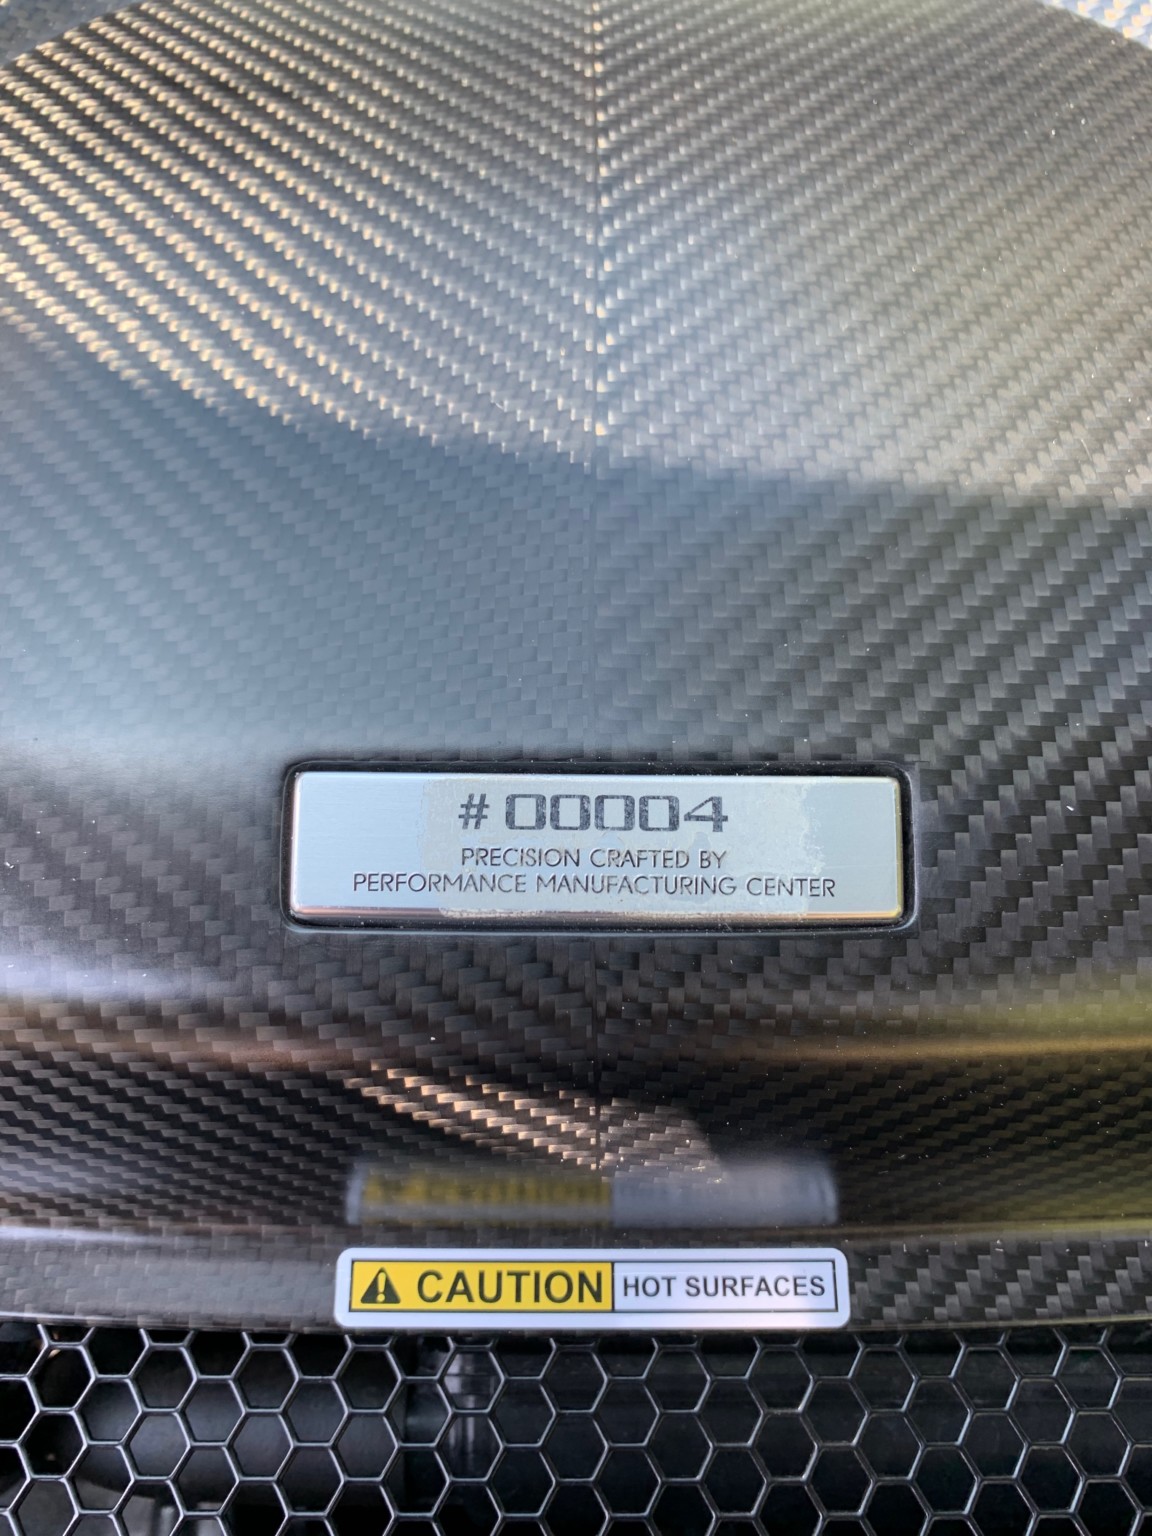 # 00004
PRECISION CRAFTED BY
PERFORMANCE MANUFACTURING CENTER
CAUTION HOT SURFACES